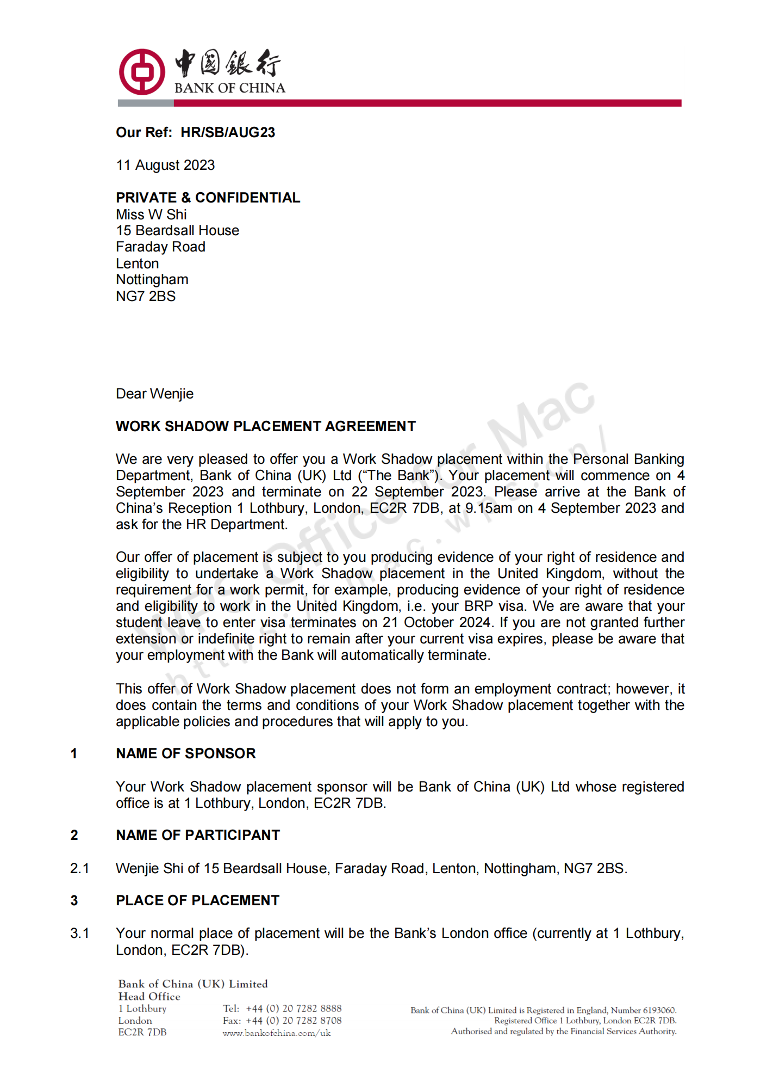 中國銀行
BANK OF CHINA
Our Ref: HR/SB/AUG23
11 August 2023
PRIVATE & CONFIDENTIAL
Miss W Shi
15 Beardsall House
Faraday Road
Lenton
Nottingham
NG7 2BS
Dear Wenjie
WORK SHADOW PLACEMENT AGREEMENT
We are very pleased to offer you a Work Shadow placement within the Personal Banking
Department, Bank of China (UK) Ltd (“The Bank”). Your placement will commence on 4
September 2023 and terminate on 22 September 2023. Please arrive at the Bank of
China’s Reception 1 Lothbury, London, EC2R 7DB, at 9.15am on 4 September 2023 and
ask for the HR Department.
Our offer of placement is subject to you producing evidence of your right of residence and
eligibility to undertake a Work Shadow placement in the United Kingdom, without the
requirement for a work permit, for example, producing evidence of your right of residence
and eligibility to work in the United Kingdom, i.e. your BRP visa. We are aware that your
student leave to enter visa terminates on 21 October 2024. If you are not granted further
extension or indefinite right to remain after your current visa expires, please be aware that
your employment with the Bank will automatically terminate.
This offer of Work Shadow placement does not form an employment contract; however, it
does contain the terms and conditions of your Work Shadow placement together with the
applicable policies and procedures that will apply to you.
1 NAME OF SPONSOR
Your Work Shadow placement sponsor will be Bank of China (UK) Ltd whose registered
office is at 1 Lothbury, London, EC2R 7DB.
2 NAME OF PARTICIPANT
2.1 Wenjie Shi of 15 Beardsall House, Faraday Road, Lenton, Nottingham, NG7 2BS.
3 PLACE OF PLACEMENT
3.1 Your normal place of placement will be the Bank’s London office (currently at 1 Lothbury,
London, EC2R 7DB).
Bank of China (UK) Limited
Head Office
1 Lothbury Tel: +44 (0) 20 7282 8888
London Fax: +44 (0) 20 7282 8708
EC2R 7DB www.bankofchina.com/uk
Bank of China (UK) Limited is Registered in England, Number 6193060.
Registered Office 1 Lothbury, London EC2R 7DB.
Authorised and regulated by the Financial Services Authority.
WPS Office for Mac